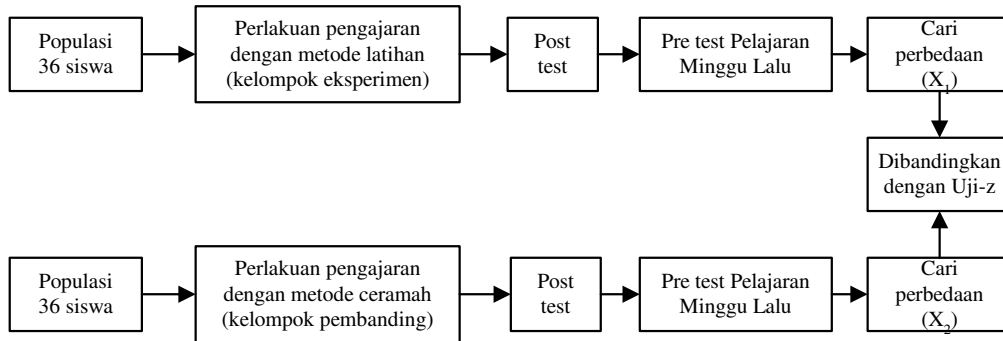 Populasi
36 siswa
Perlakuan pengajaran
dengan metode latihan
(kelompok eksperimen)
Post
test
Pre test Pelajaran
Minggu Lalu
Cari
perbedaan
(X1)
Dibandingkan
dengan Uji-z
Populasi
36 siswa
Perlakuan pengajaran
dengan metode ceramah
(kelompok pembanding)
Post
test
Pre test Pelajaran
Minggu Lalu
Cari
perbedaan
(X2)